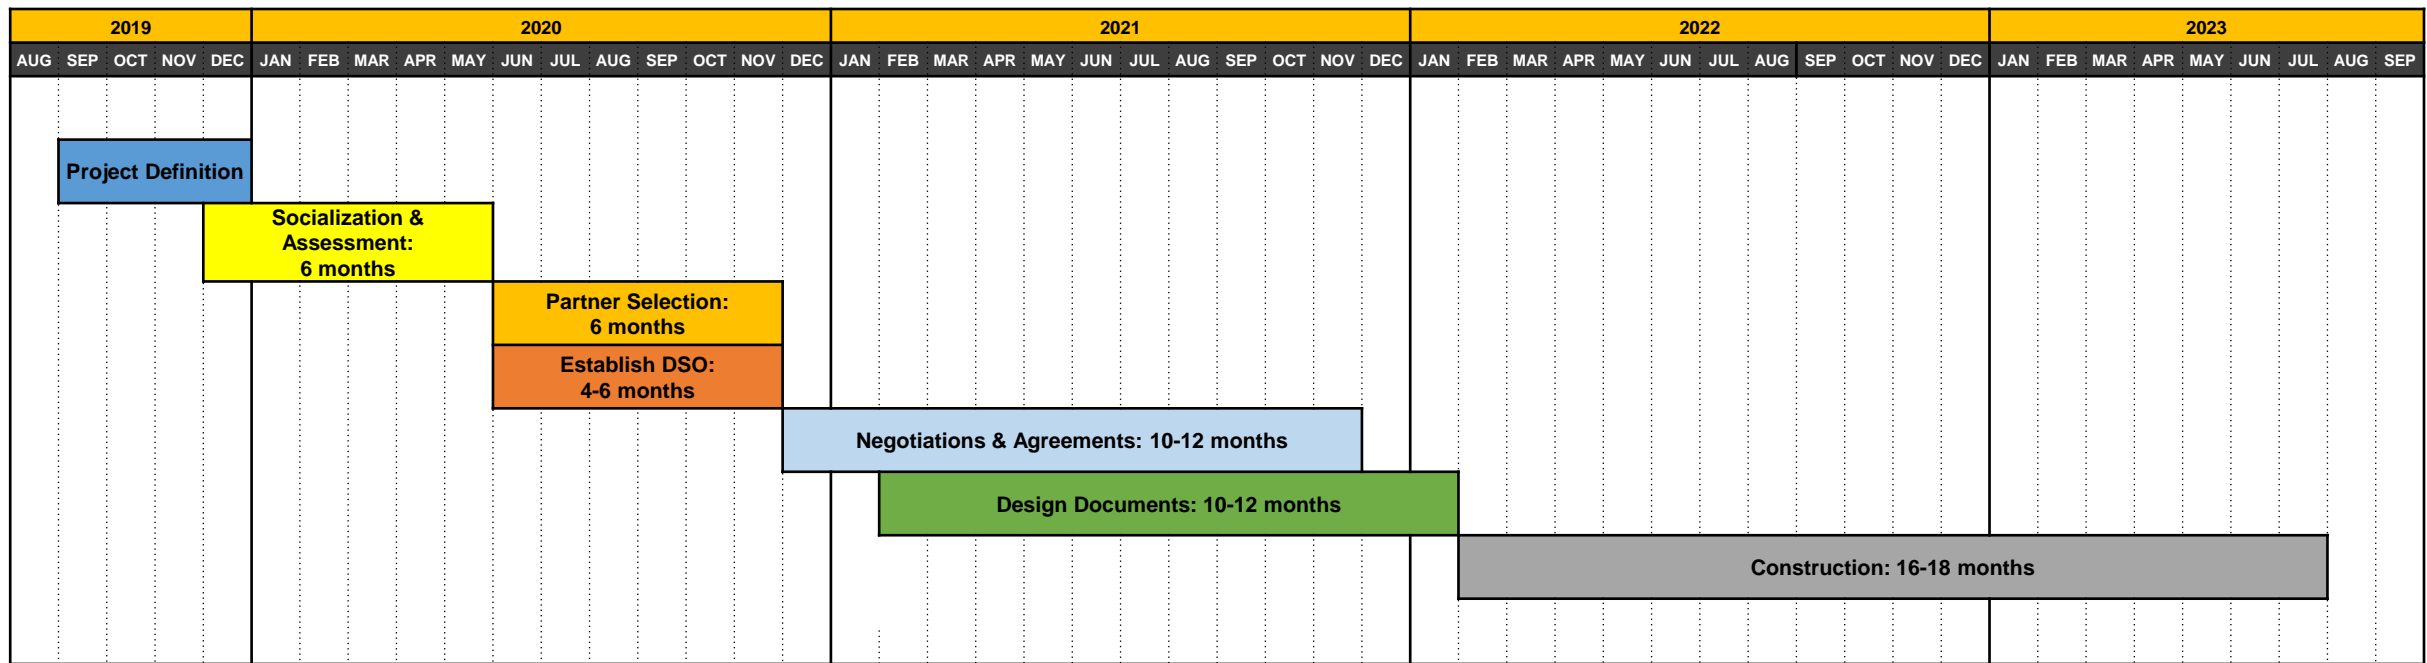 2019 2020 2021 2022 2023
AUG SEP OCT NOV DEC JAN FEB MAR APR MAY JUN JUL AUG SEP OCT NOV DEC JAN FEB MAR APR MAY JUN JUL AUG SEP OCT NOV DEC JAN FEB MAR APR MAY JUN JUL AUG SEP OCT NOV DEC JAN FEB MAR APR MAY JUN JUL AUG SEP
Project Definition
Socialization &
Assessment:
6 months
Partner Selection:
6 months
Establish DSO:
4-6 months
Negotiations & Agreements: 10-12 months
Design Documents: 10-12 months
Construction: 16-18 months